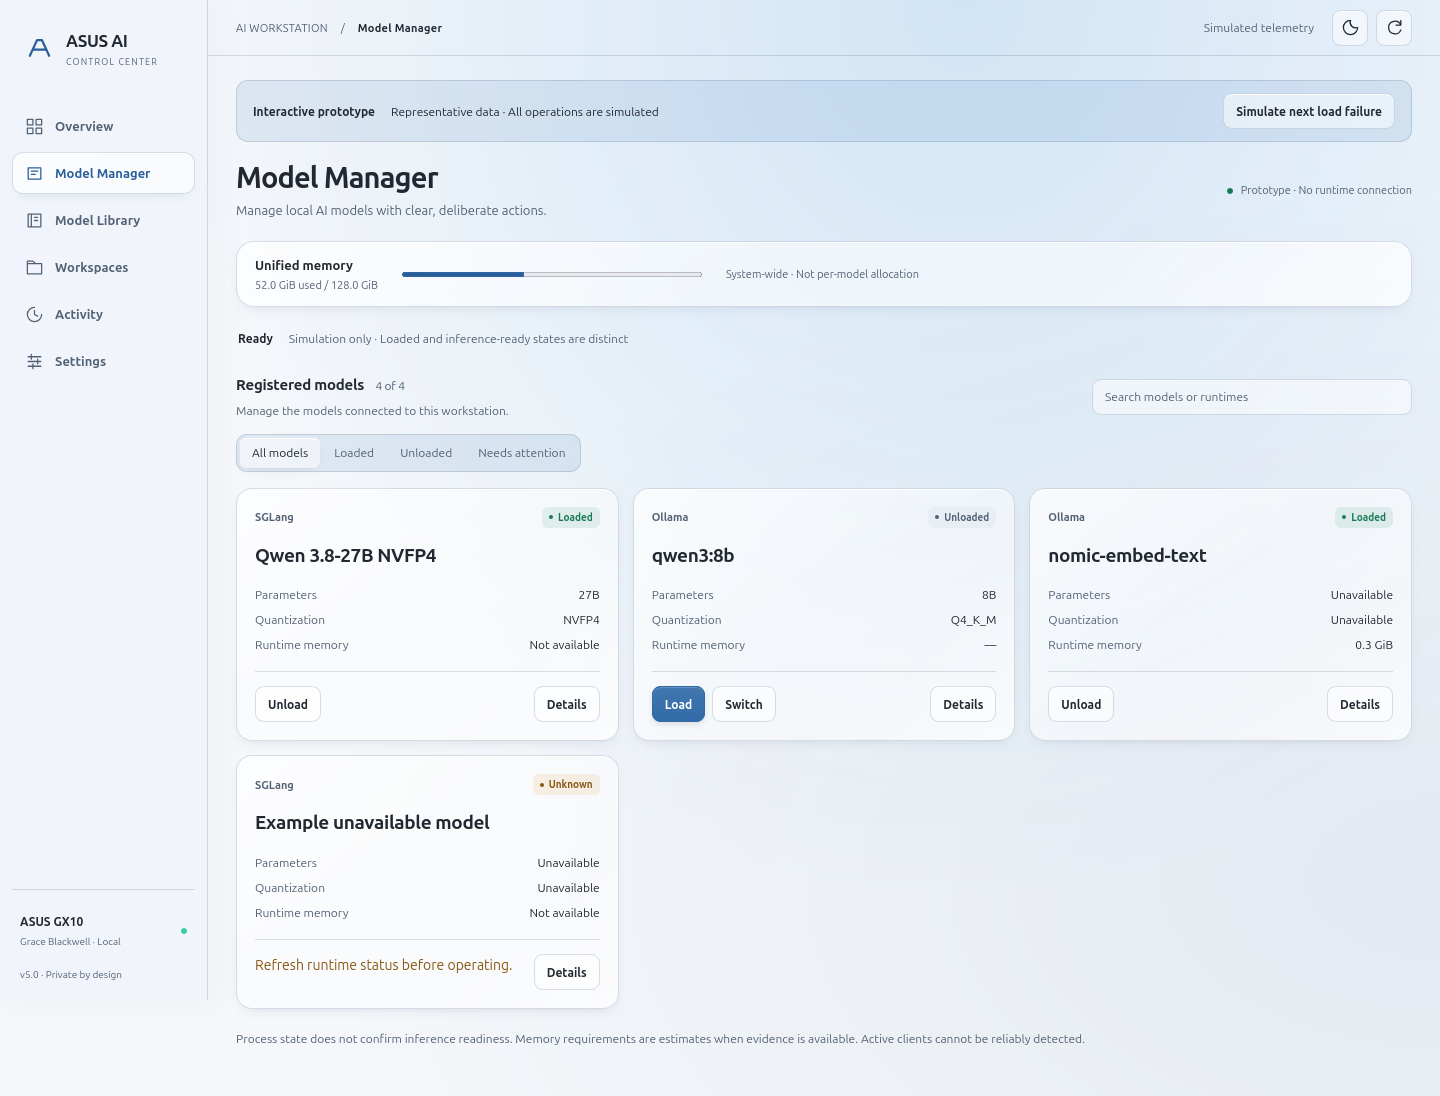 ASUS AI
CONTROL CENTER
Overview
Model Manager
Model Library
Workspaces
Activity
Settings
ASUS GX10
Grace Blackwell · Local
v5.0 · Private by design
AI WORKSTATION / Model Manager
Simulated telemetry
Interactive prototype Representative data · All operations are simulated
Simulate next load failure
Model Manager
Manage local AI models with clear, deliberate actions.
Prototype · No runtime connection
Unified memory
52.0 GiB used / 128.0 GiB
System-wide · Not per-model allocation
Ready Simulation only · Loaded and inference-ready states are distinct
Registered models 4 of 4
Manage the models connected to this workstation.
Search models or runtimes
All models Loaded Unloaded Needs attention
SGLang Loaded
Qwen 3.8-27B NVFP4
Parameters 27B
Quantization NVFP4
Runtime memory Not available
Unload Details
Ollama Unloaded
qwen3:8b
Parameters 8B
Quantization Q4_K_M
Runtime memory —
Load Switch Details
Ollama Loaded
nomic-embed-text
Parameters Unavailable
Quantization Unavailable
Runtime memory 0.3 GiB
Unload Details
SGLang Unknown
Example unavailable model
Parameters Unavailable
Quantization Unavailable
Runtime memory Not available
Refresh runtime status before operating. Details
Process state does not confirm inference readiness. Memory requirements are estimates when evidence is available. Active clients cannot be reliably detected.